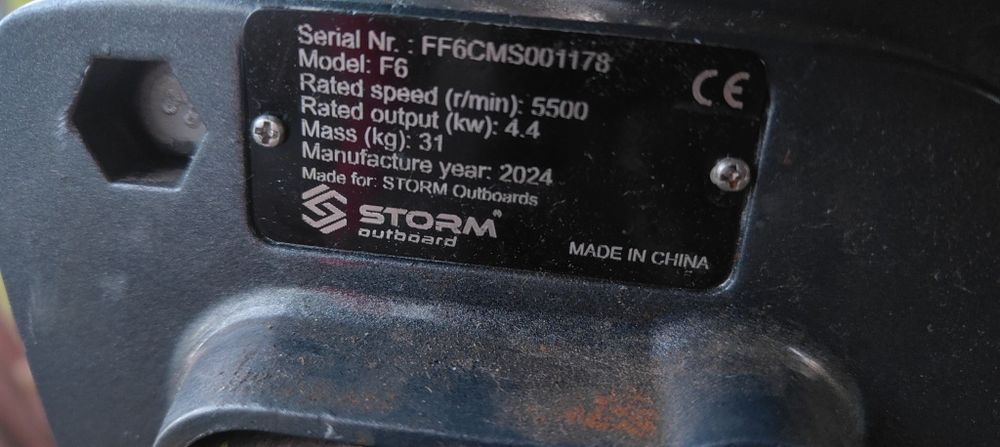 Serial Nr. : FF6CMS001178
Model: F6
CE
Rated speed (r/min): 5500
Rated output (kw): 4.4
Mass (kg): 31
Manufacture year: 2024
Made for: STORM Outboards
STORM
outboard
MADE IN CHINA